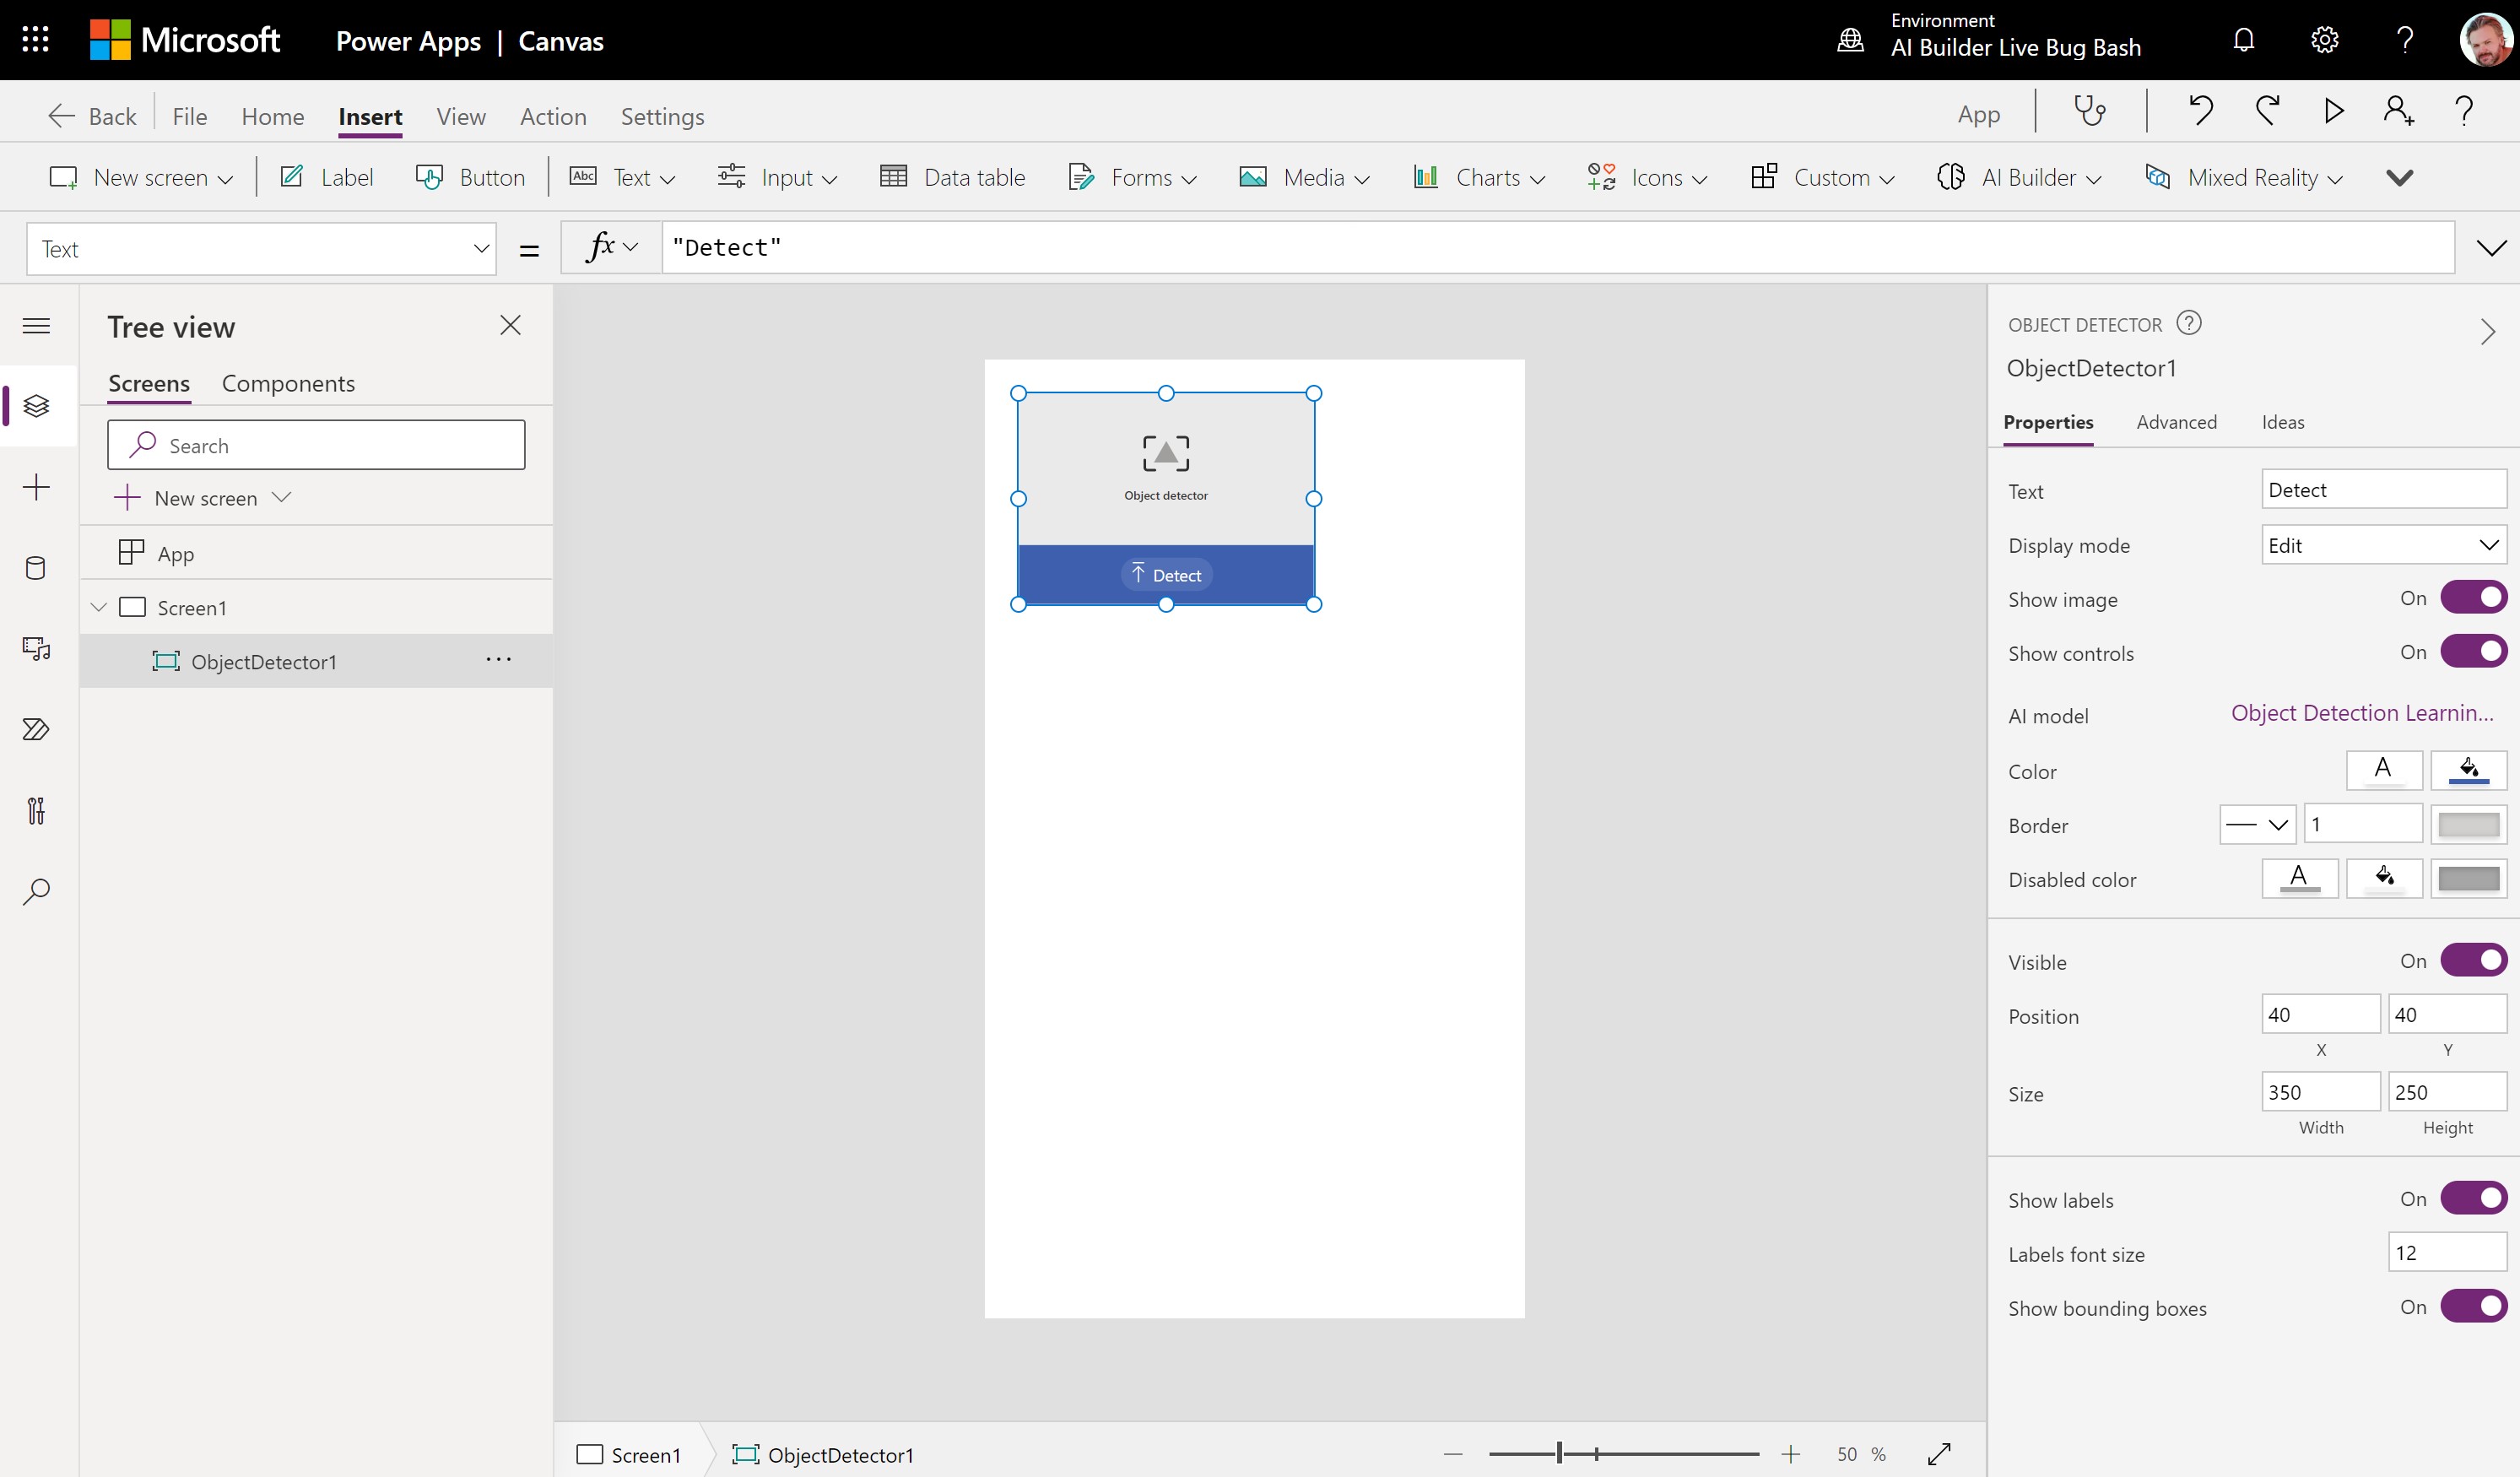 Microsoft Power Apps | Canvas
Environment
AI Builder Live Bug Bash
Back File Home Insert View Action Settings App
New screen Label Button Abc Text Input Data table Forms Media Charts Icons Custom AI Builder Mixed Reality
Text = fx "Detect"
Tree view
Screens Components
Search
New screen
App
Screen1
ObjectDetector1 ...
Object detector
Detect
OBJECT DETECTOR ?
ObjectDetector1
Properties Advanced Ideas
Text Detect
Display mode Edit
Show image On
Show controls On
AI model Object Detection Learnin...
Color A
Border 1
Disabled color A
Visible On
Position 40 40
X Y
Size 350 250
Width Height
Show labels On
Labels font size 12
Show bounding boxes On
Screen1 ObjectDetector1 50 %